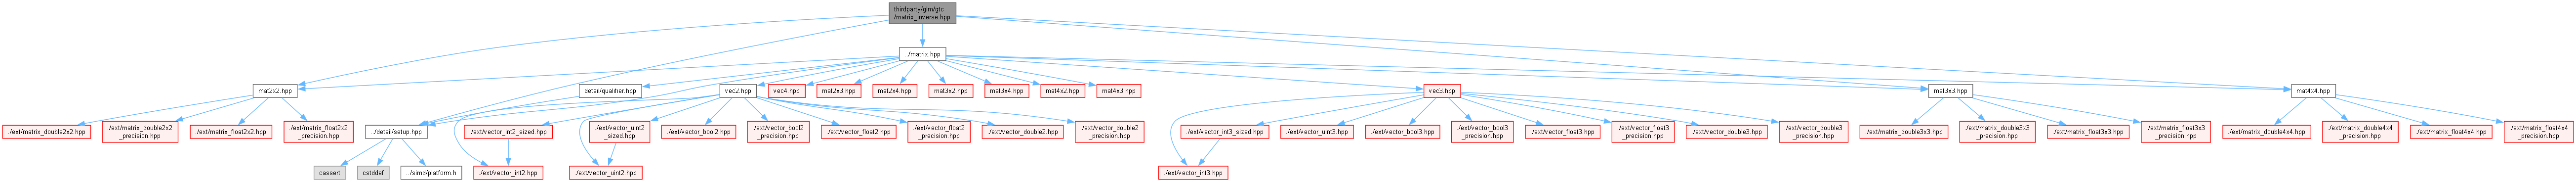 thirdparty/glm/gtc
/matrix_inverse.hpp
../matrix.hpp
mat2x2.hpp
detail/qualifier.hpp
vec2.hpp
vec4.hpp
mat2x3.hpp
mat2x4.hpp
mat3x2.hpp
mat3x4.hpp
mat4x2.hpp
mat4x3.hpp
vec3.hpp
mat3x3.hpp
mat4x4.hpp
./ext/matrix_double2x2.hpp
./ext/matrix_double2x2
_precision.hpp
./ext/matrix_float2x2.hpp
./ext/matrix_float2x2
_precision.hpp
../detail/setup.hpp
./ext/vector_int2_sized.hpp
./ext/vector_uint2
_sized.hpp
./ext/vector_bool2.hpp
./ext/vector_bool2
_precision.hpp
./ext/vector_float2.hpp
./ext/vector_float2
_precision.hpp
./ext/vector_double2.hpp
./ext/vector_double2
_precision.hpp
./ext/vector_int3_sized.hpp
./ext/vector_uint3.hpp
./ext/vector_bool3.hpp
./ext/vector_bool3
_precision.hpp
./ext/vector_float3.hpp
./ext/vector_float3
_precision.hpp
./ext/vector_double3.hpp
./ext/vector_double3
_precision.hpp
./ext/matrix_double3x3.hpp
./ext/matrix_double3x3
_precision.hpp
./ext/matrix_float3x3.hpp
./ext/matrix_float3x3
_precision.hpp
./ext/matrix_double4x4.hpp
./ext/matrix_double4x4
_precision.hpp
./ext/matrix_float4x4.hpp
./ext/matrix_float4x4
_precision.hpp
cassert
cstddef
../simd/platform.h
./ext/vector_int2.hpp
./ext/vector_uint2.hpp
./ext/vector_int3.hpp